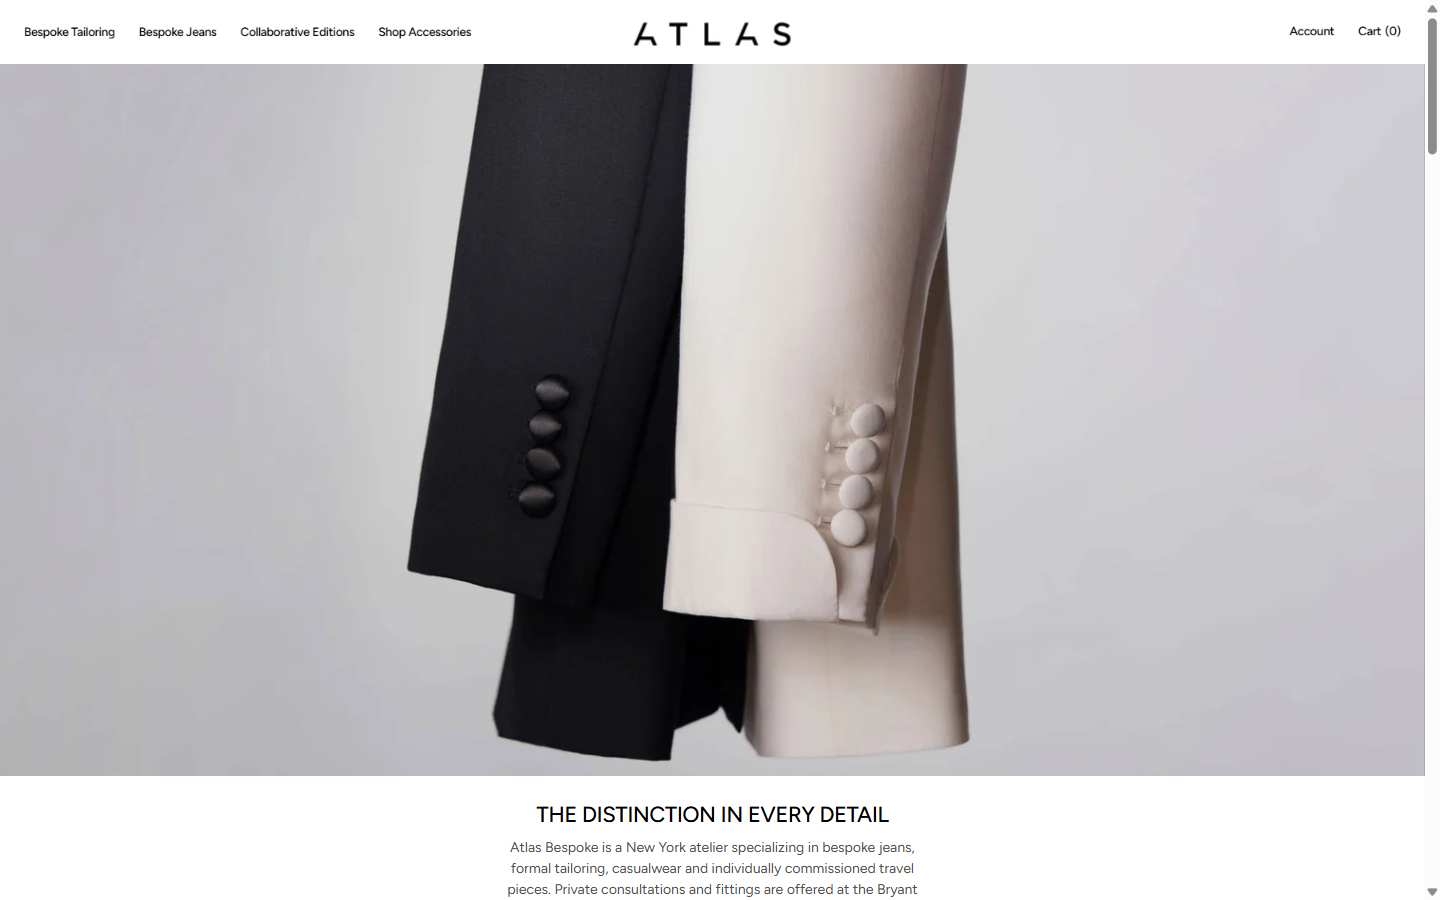 Bespoke Tailoring
Bespoke Jeans
Collaborative Editions
Shop Accessories
ATLAS
Account
Cart (0)
THE DISTINCTION IN EVERY DETAIL
Atlas Bespoke is a New York atelier specializing in bespoke jeans,
formal tailoring, casualwear and individually commissioned travel
pieces. Private consultations and fittings are offered at the Bryant